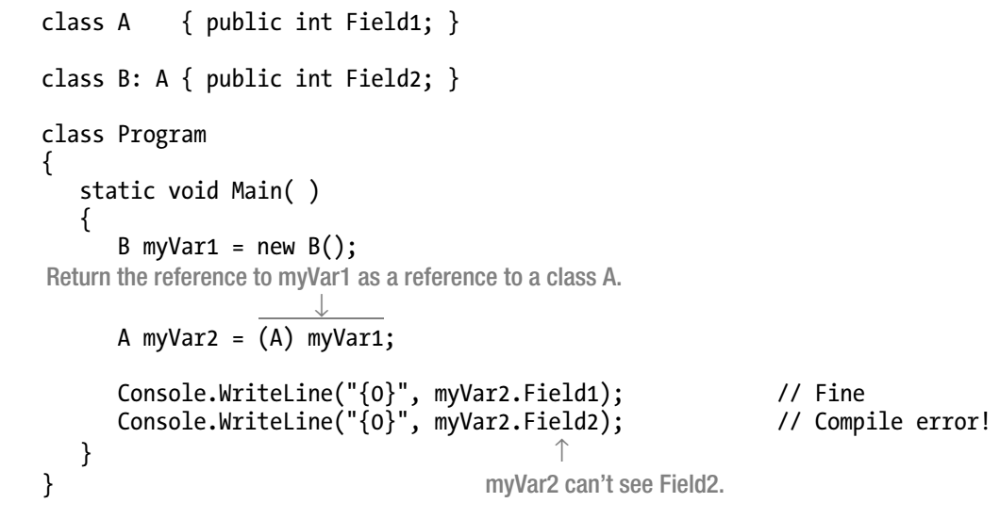 class A    { public int Field1; }
class B: A { public int Field2; }
class Program
{
   static void Main( )
   {
      B myVar1 = new B();
Return the reference to myVar1 as a reference to a class A.
↓
      A myVar2 = (A) myVar1;
      Console.WriteLine("{0}", myVar2.Field1);            // Fine
      Console.WriteLine("{0}", myVar2.Field2);            // Compile error!
   }                                    ↑
}                                  myVar2 can't see Field2.